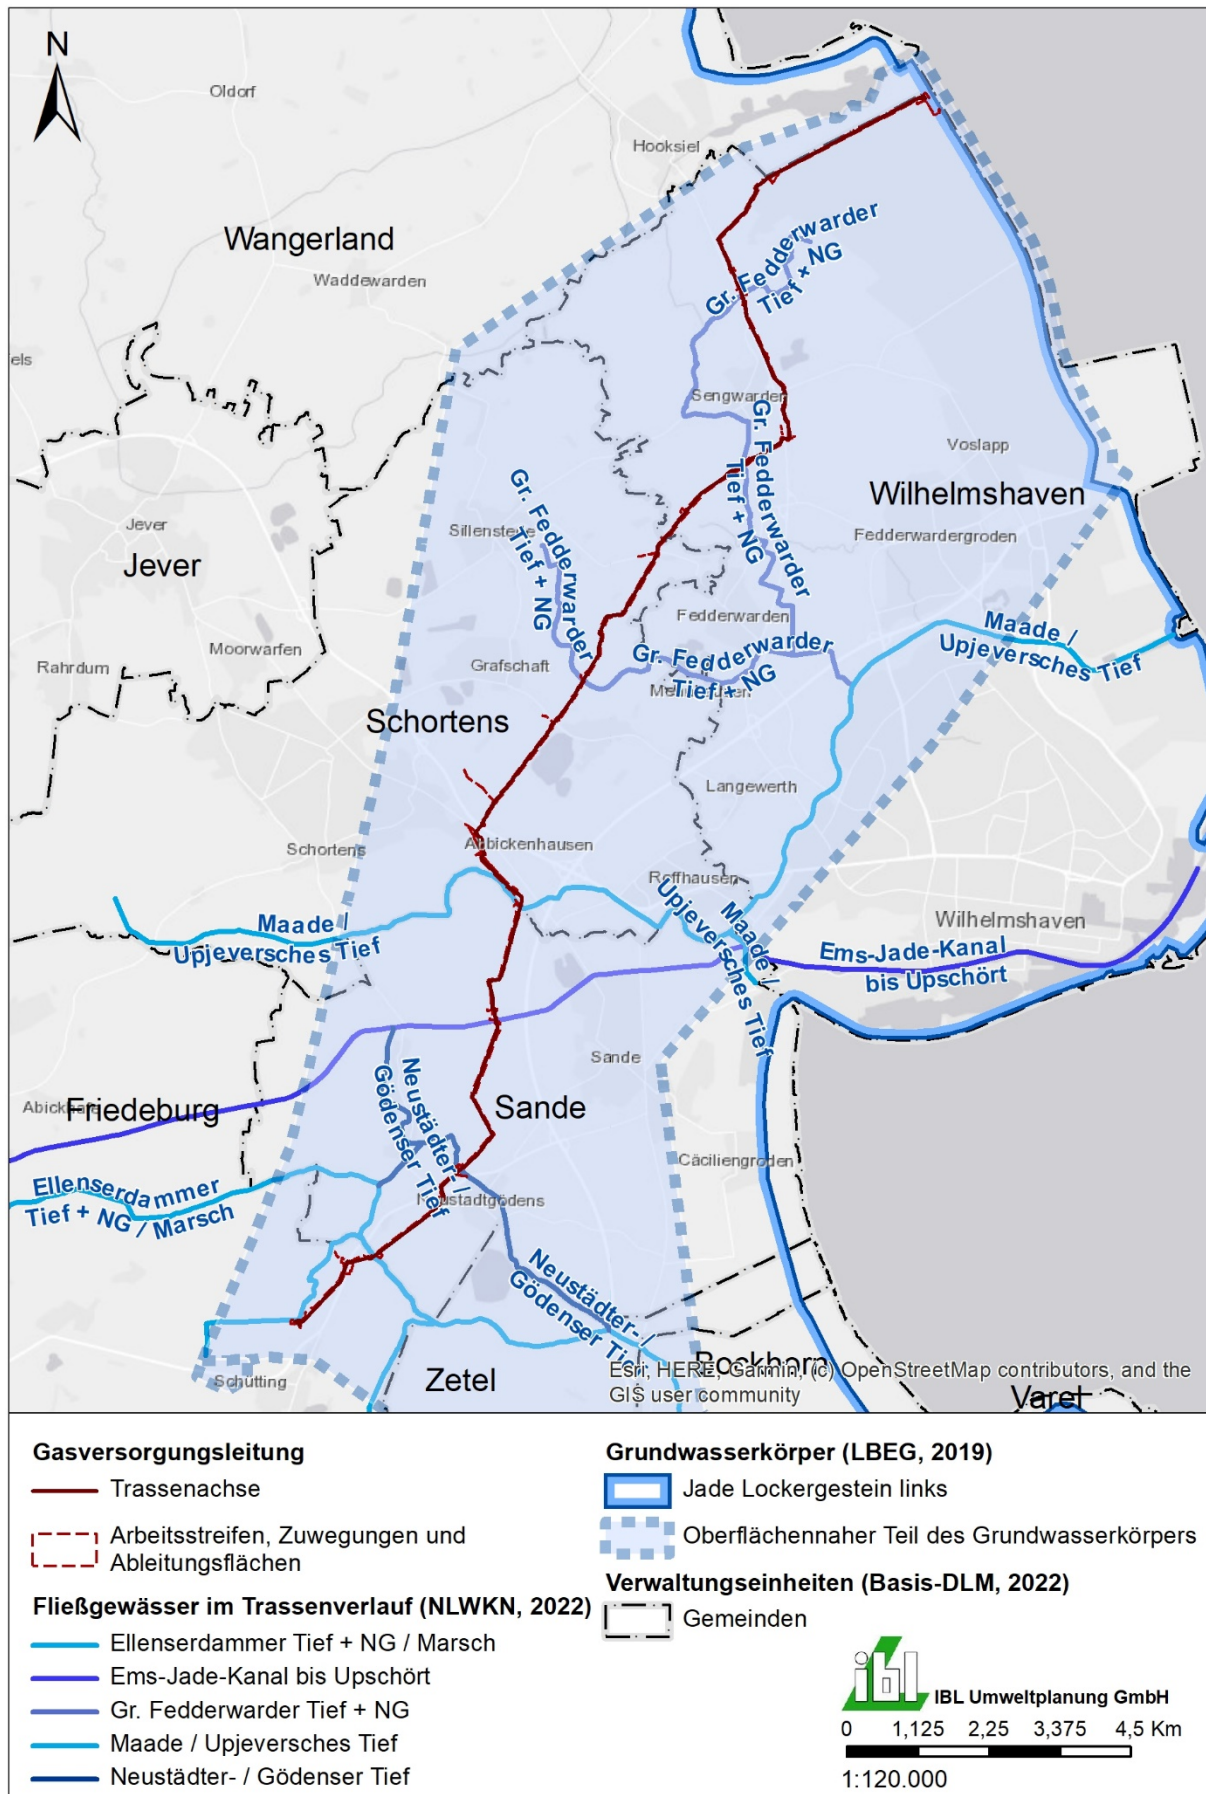 N
Oldorf
Hooksiel
Wangerland
Waddewarden
Gr. Fedderwarder
Tief + NG
els
Sengwarden
Voslapp
Gr. Fedderwarder
Tief + NG
Wilhelmshaven
Jever
Sillenstede
Gr. Fedderwarder
Tief + NG
Fedderwardergroden
Jever
Fedderwarden
Maade /
Upjeversches Tief
Moorwarfen
Rahrdum
Grafschaft
Gr. Fedderwarder
Tief + NG
Schortens
Langewerth
Schortens
Abbickenhausen
Roffhausen
Maade /
Upjeversches Tief
Maade /
Upjeversches Tief
Wilhelmshaven
Ems-Jade-Kanal
bis Upschört
Sande
Neustädter- /
Gödenser Tief
Friedeburg
Sande
Cäciliengroden
Ellenserdammer
Tief + NG / Marsch
Neustadtgödens
Neustädter- /
Gödenser Tief
Schütting
Zetel
Bockhorn
Esri, HERE, Garmin, (c) OpenStreetMap contributors, and the
GIS user community
Varel
Gasversorgungsleitung
Trassenachse
Arbeitsstreifen, Zuwegungen und
Ableitungsflächen
Fließgewässer im Trassenverlauf (NLWKN, 2022)
Ellenserdammer Tief + NG / Marsch
Ems-Jade-Kanal bis Upschört
Gr. Fedderwarder Tief + NG
Maade / Upjeversches Tief
Neustädter- / Gödenser Tief
Grundwasserkörper (LBEG, 2019)
Jade Lockergestein links
Oberflächennaher Teil des Grundwasserkörpers
Verwaltungseinheiten (Basis-DLM, 2022)
Gemeinden
ibl
IBL Umweltplanung GmbH
0 1,125 2,25 3,375 4,5 Km
1:120.000